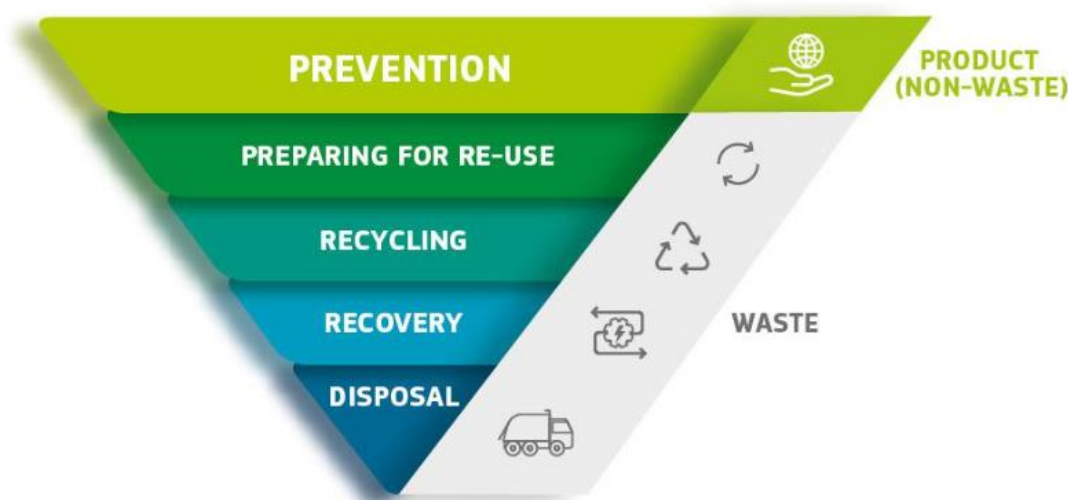 PREVENTION
PRODUCT
(NON-WASTE)
PREPARING FOR RE-USE
RECYCLING
RECOVERY
WASTE
DISPOSAL